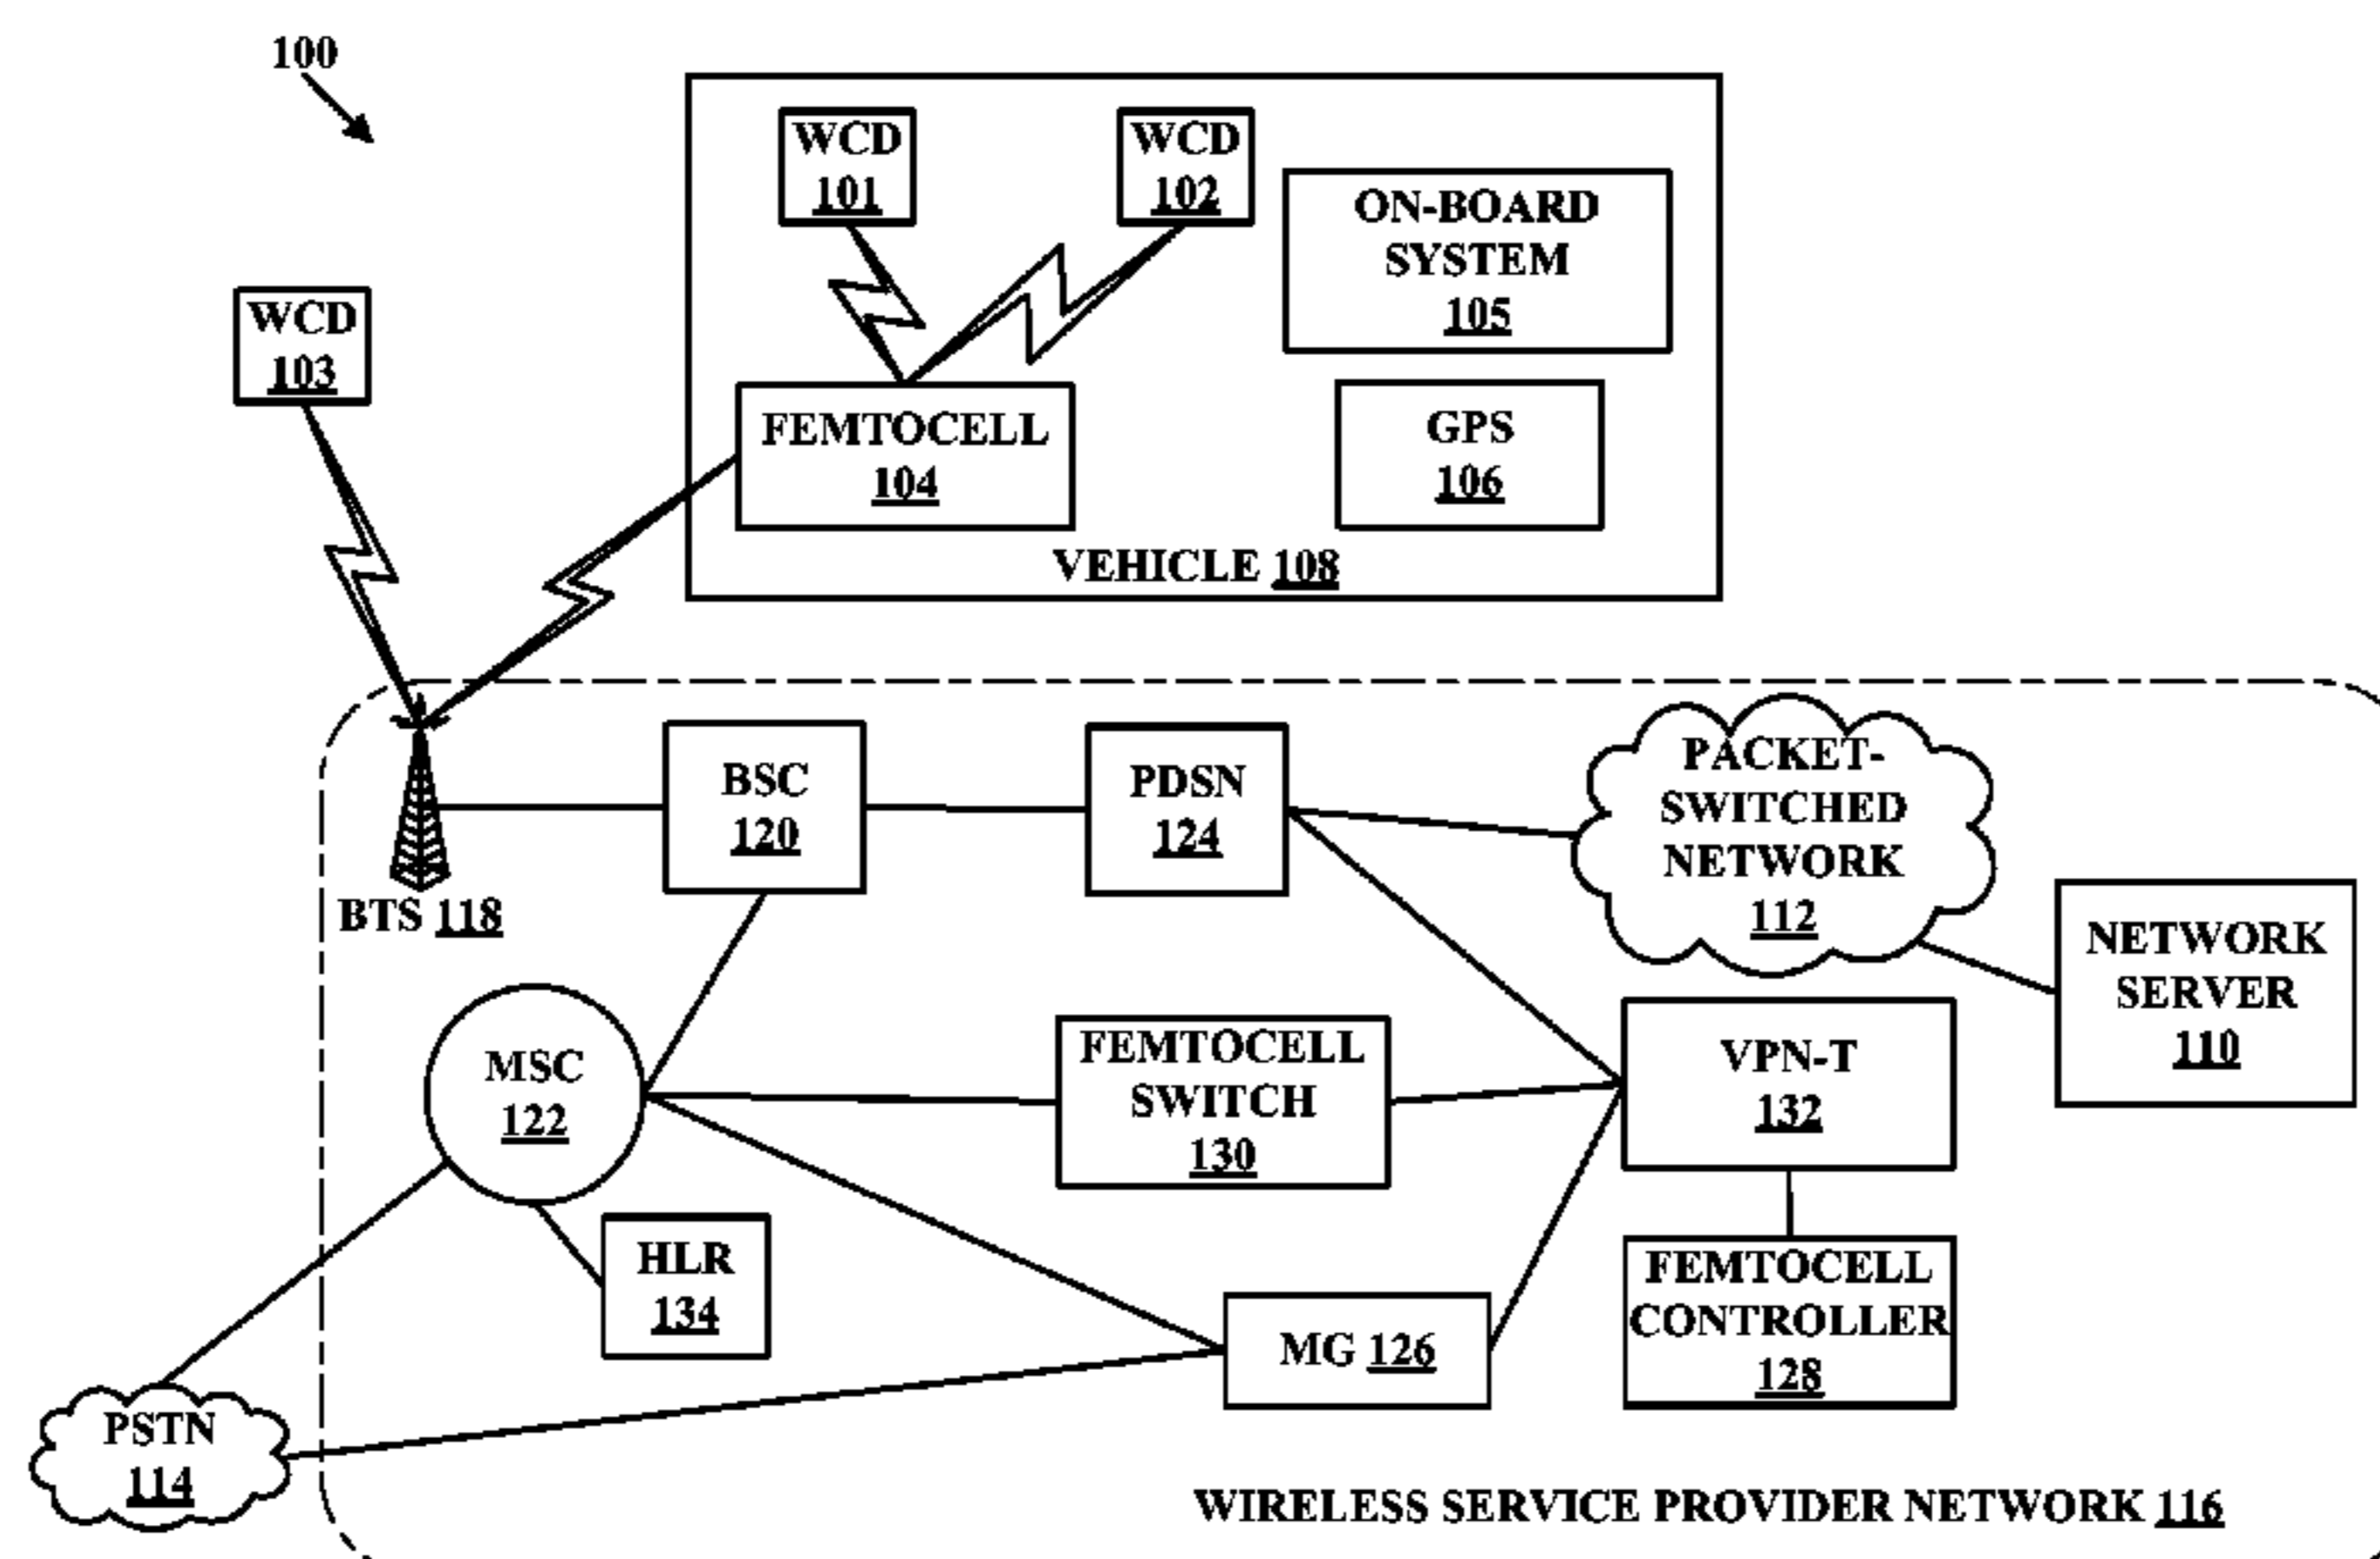 100
WCD
101
WCD
102
ON-BOARD
SYSTEM
105
WCD
103
FEMTOCELL
104
GPS
106
VEHICLE 108
BTS 118
BSC
120
PDSN
124
PACKET-
SWITCHED
NETWORK
112
NETWORK
SERVER
110
MSC
122
FEMTOCELL
SWITCH
130
VPN-T
132
HLR
134
MG 126
FEMTOCELL
CONTROLLER
128
PSTN
114
WIRELESS SERVICE PROVIDER NETWORK 116